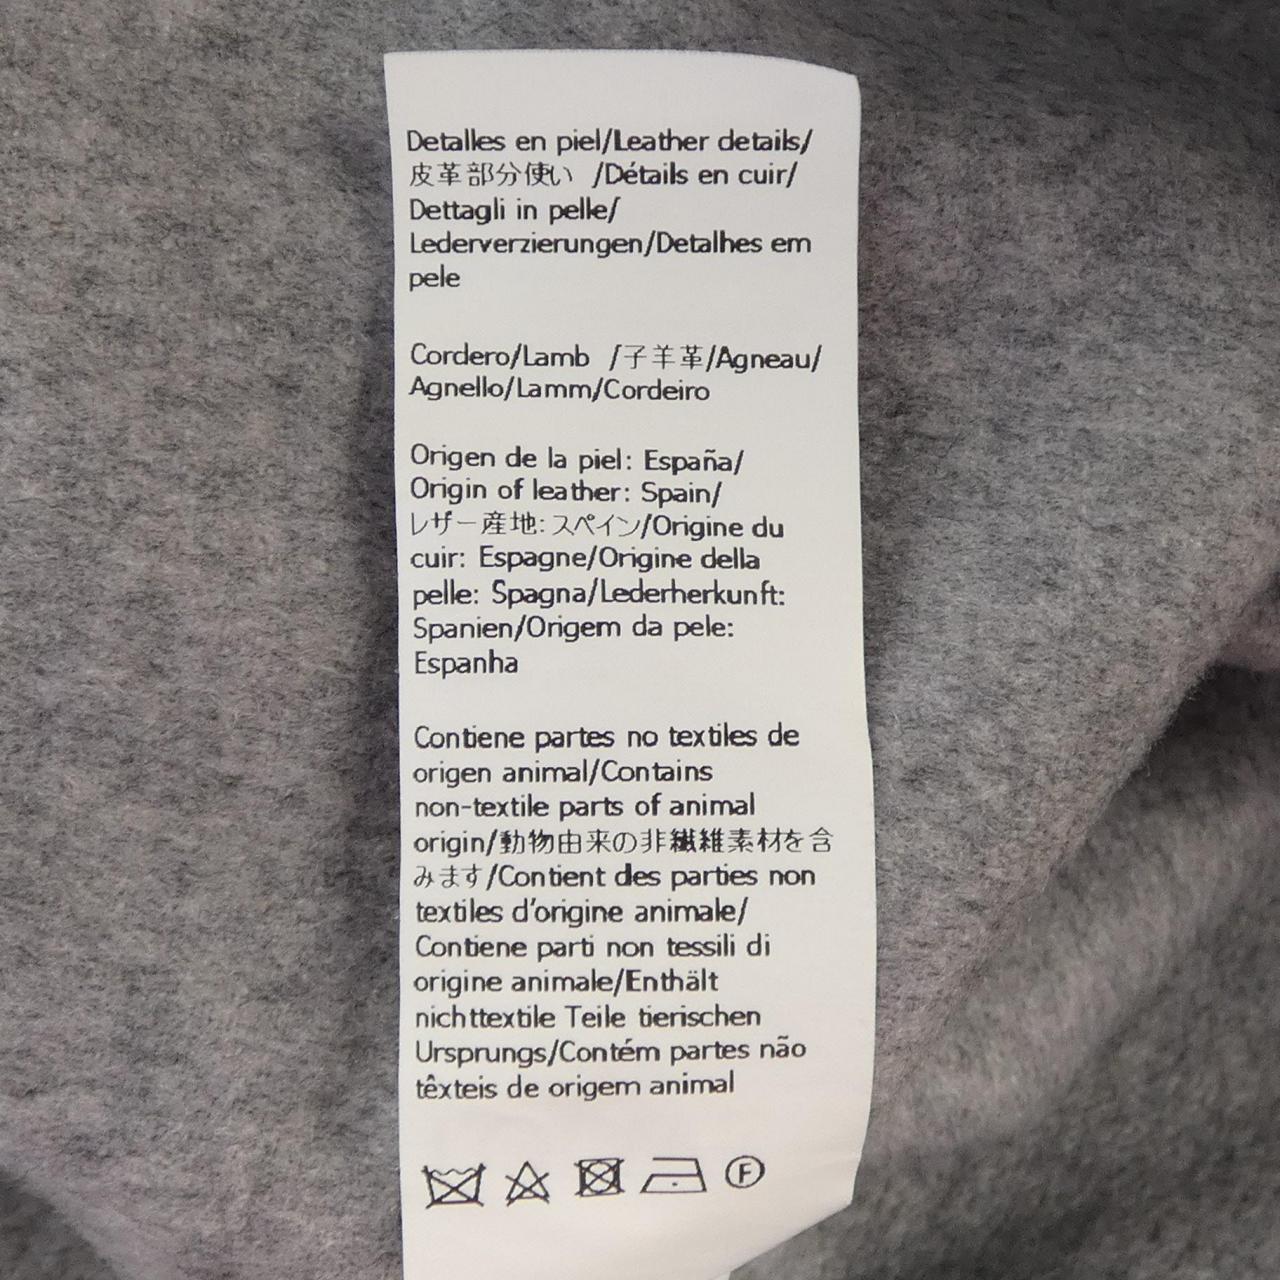 Detalles en piel/Leather details/
皮革部分使い /Détails en cuir/
Dettagli in pelle/
Lederverzierungen/Detalhes em
pele
Cordero/Lamb /子羊革/Agneau/
Agnello/Lamm/Cordeiro
Origen de la piel: España/
Origin of leather: Spain/
レザー産地: スペイン/Origine du
cuir: Espagne/Origine della
pelle: Spagna/Lederherkunft:
Spanien/Origem da pele:
Espanha
Contiene partes no textiles de
origen animal/Contains
non-textile parts of animal
origin/動物由来の非繊維素材を含
みます/Contient des parties non
textiles d'origine animale/
Contiene parti non tessili di
origine animale/Enthält
nichttextile Teile tierischen
Ursprungs/Contém partes não
têxteis de origem animal
F